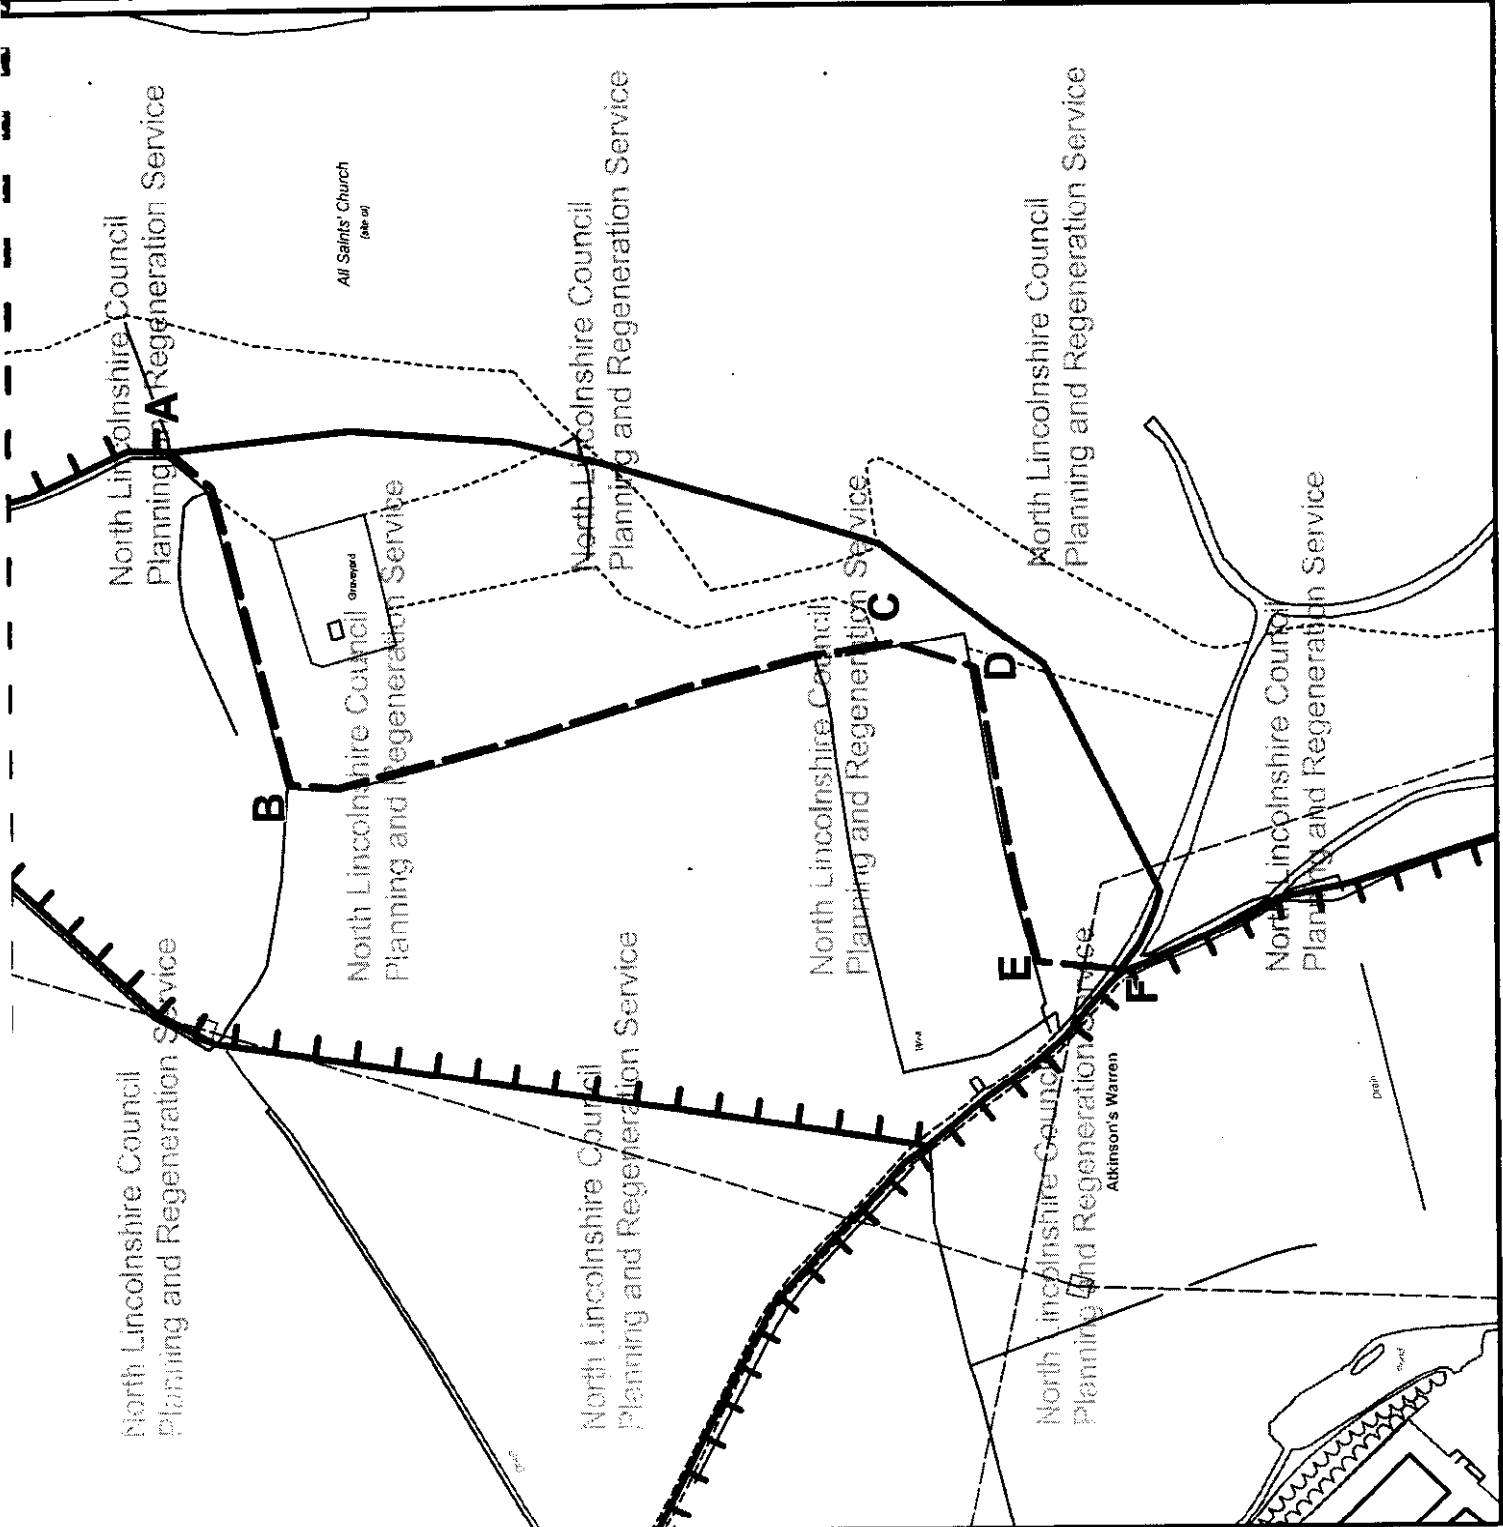 North Lincolnshire Council
Planning and Regeneration Service
All Saints' Church
(site of)
North Lincolnshire Council
Planning and Regeneration Service
North Lincolnshire Council
Planning and Regeneration Service
A
Graveyard
North Lincolnshire Council
Planning and Regeneration Service
B
C
D
North Lincolnshire Council
Planning and Regeneration Service
North Lincolnshire Council
Planning and Regeneration Service
E
F
North Lincolnshire Council
Planning and Regeneration Service
North Lincolnshire Council
Planning and Regeneration Service
North Lincolnshire Council
Planning and Regeneration Service
Atkinson's Warren
Drain